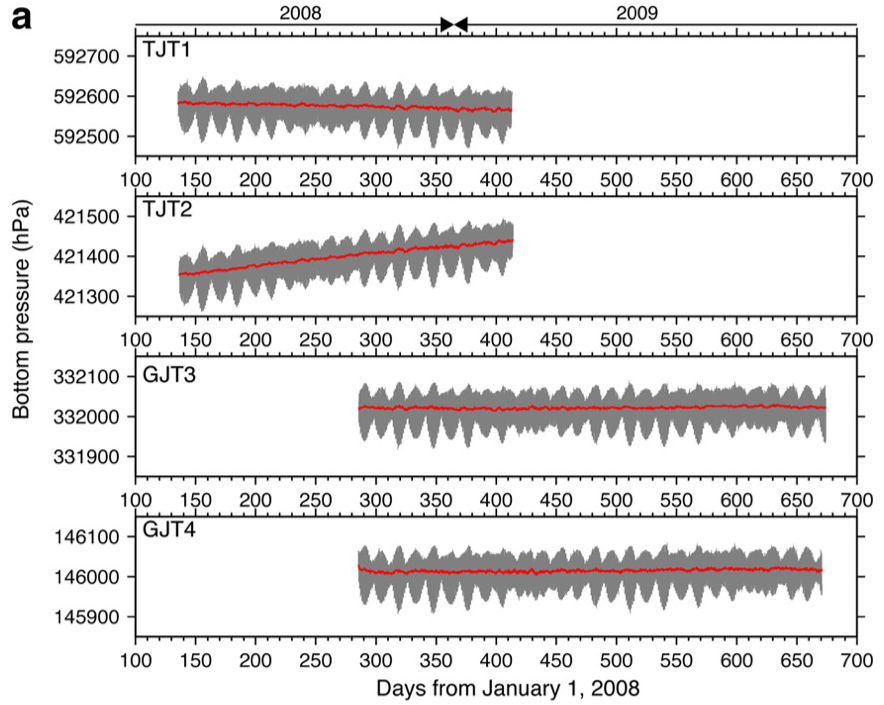 a
2008 2009
TJT1
592700
592600
592500
100 150 200 250 300 350 400 450 500 550 600 650 700
TJT2
421500
421400
421300
100 150 200 250 300 350 400 450 500 550 600 650 700
GJT3
332100
332000
331900
100 150 200 250 300 350 400 450 500 550 600 650 700
GJT4
146100
146000
145900
100 150 200 250 300 350 400 450 500 550 600 650 700
Bottom pressure (hPa)
Days from January 1, 2008